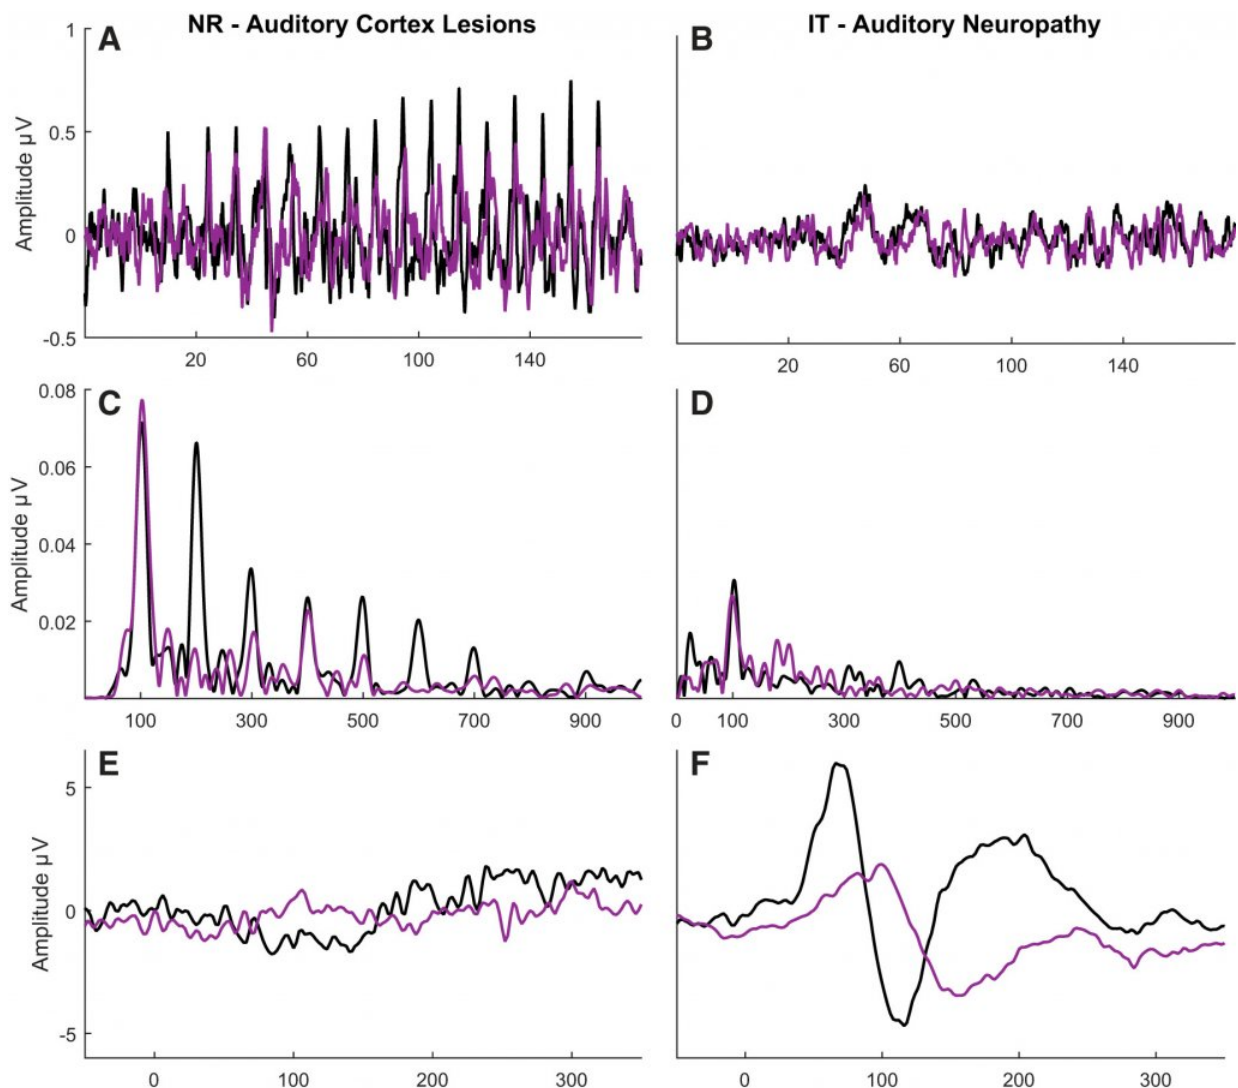 NR - Auditory Cortex Lesions
IT - Auditory Neuropathy
A
B
1
0.5
0
-0.5
Amplitude µV
20 60 100 140
20 60 100 140
C
D
0.08
0.06
0.04
0.02
Amplitude µV
100 300 500 700 900
0 100 300 500 700 900
E
F
5
0
-5
Amplitude µV
0 100 200 300
0 100 200 300